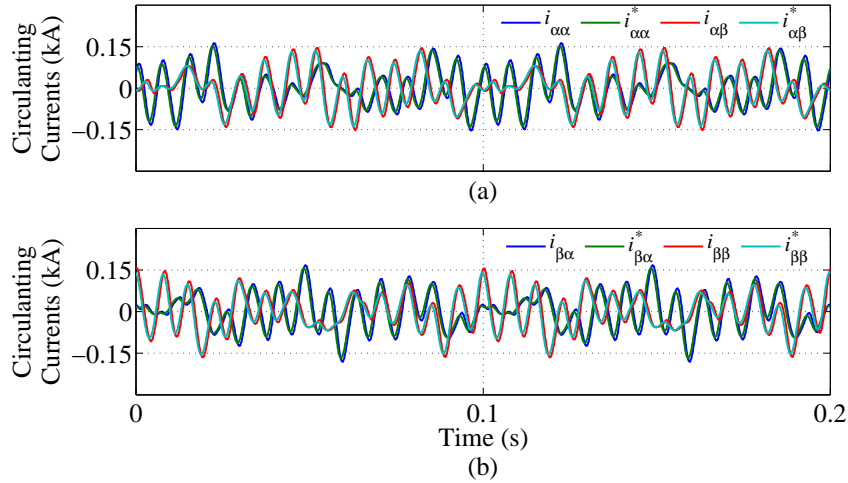 i_αα i*_αα i_αβ i*_αβ
0.15
0
−0.15
Circulanting
Currents (kA)
(a)
i_βα i*_βα i_ββ i*_ββ
0.15
0
−0.15
Circulanting
Currents (kA)
0 0.1 0.2
Time (s)
(b)